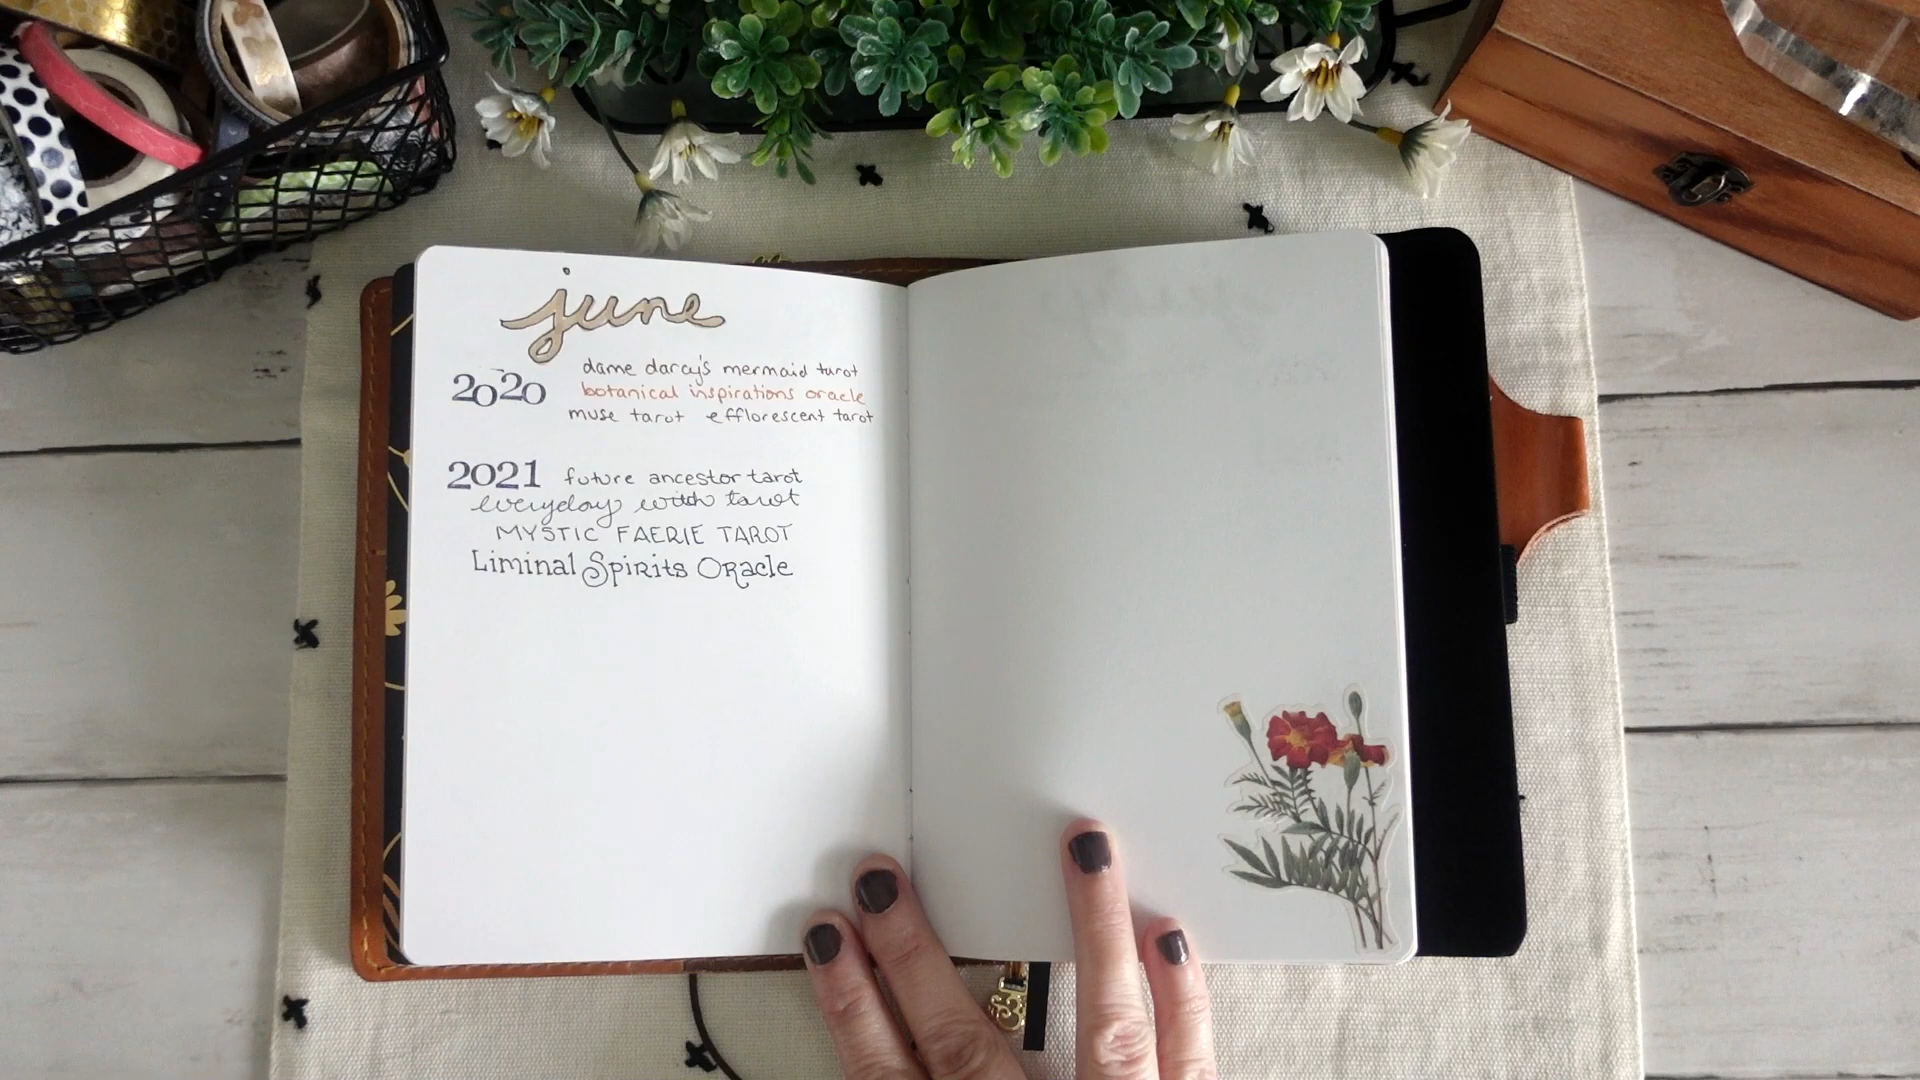 june
2020 dame darcy's mermaid tarot
botanical inspirations oracle
muse tarot efflorescent tarot
2021 future ancestor tarot
everyday witch tarot
MYSTIC FAERIE TAROT
Liminal Spirits Oracle